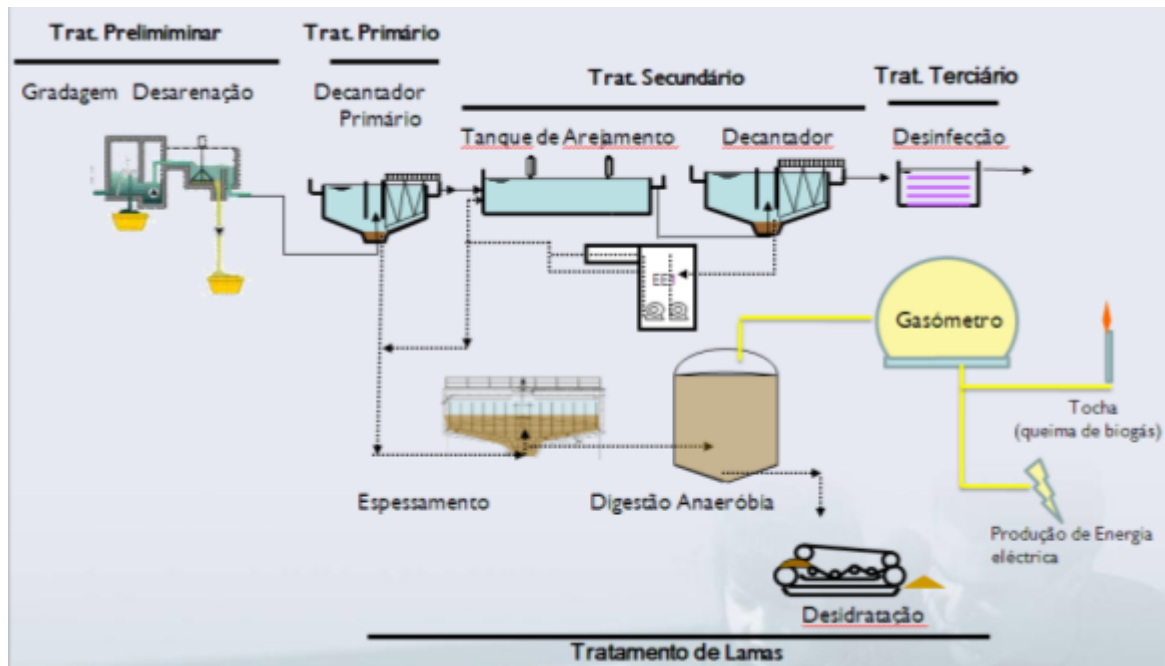 Trat. Prelimiminar
Trat. Primário
Trat. Secundário
Trat. Terciário
Gradagem Desarenação
Decantador
Primário
Tanque de Arejamento
Decantador
Desinfecção
Gasómetro
Tocha
(queima de biogás)
Espessamento
Digestão Anaeróbia
Produção de Energia
eléctrica
Desidratação
Tratamento de Lamas